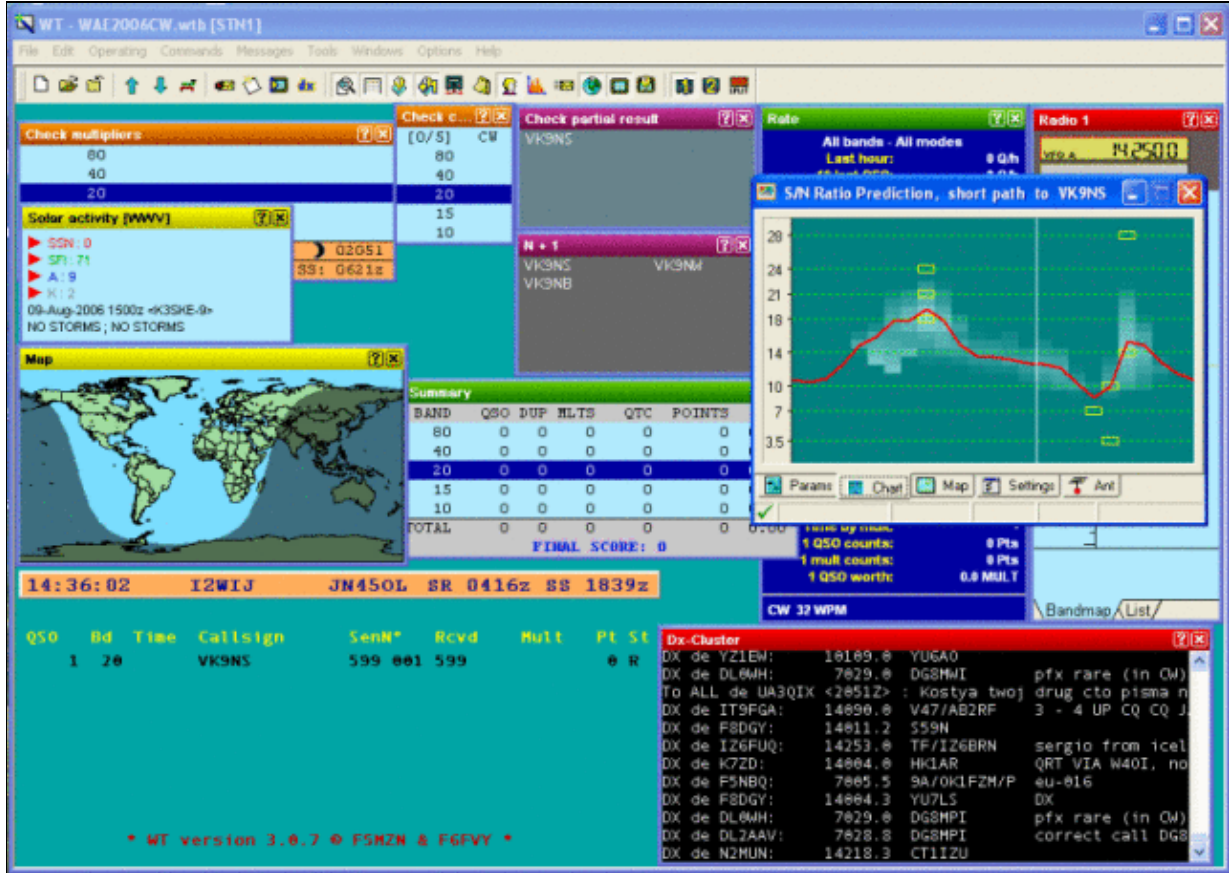 WT - WAE2006CW.wtb [STN1]
File Edit Operating Commands Messages Tools Windows Options Help
Check multipliers
80
40
20
Check c...
[0/5] CW
80
40
20
15
10
Check partial result
VK9NS
Rate
All bands - All modes
Last hour: 0 Q/h
Radio 1
VFO A 14.250.0
Solar activity [WWV]
SSN: 0
SFI: 71
A: 9
K: 2
09-Aug-2006 1500z <K3SKE-9>
NO STORMS ; NO STORMS
02051
SS: 0621z
N + 1
VK9NS VK9NW
VK9NB
S/N Ratio Prediction, short path to VK9NS
28
24
21
18
14
10
7
3.5
Params Chart Map Settings Ant
Map
Summary
BAND QSO DUP MLTS QTC POINTS
80 0 0 0 0 0
40 0 0 0 0 0
20 0 0 0 0 0
15 0 0 0 0 0
10 0 0 0 0 0
TOTAL 0 0 0 0 0 0.00
FINAL SCORE: 0
1 QSO counts: 0 Pts
1 mult counts: 0 Pts
1 QSO worth: 0.0 MULT
CW 32 WPM
Bandmap List
14:36:02 I2WIJ JN45OL SR 0416z SS 1839z
QSO Bd Time Callsign SenN* Rcvd Mult Pt St
1 20 VK9NS 599 001 599 0 R
* WT version 3.0.7 © F5MZN & F6FVY *
Dx-Cluster
DX de YZ1EW: 10109.0 YU6AO
DX de DL0WH: 7029.0 DG8MWI pfx rare (in CW)
To ALL de UA3QIX <2051Z> : Kostya twoj drug cto pisma n
DX de IT9FGA: 14090.0 V47/AB2RF 3 - 4 UP CQ CQ J
DX de F8DGY: 14011.2 S59N
DX de IZ6FUQ: 14253.0 TF/IZ6BRN sergio from icel
DX de K7ZD: 14004.0 HK1AR QRT VIA W4OI, no
DX de F5NBQ: 7005.5 9A/OK1FZM/P eu-016
DX de F8DGY: 14004.3 YU7LS DX
DX de DL0WH: 7029.0 DG8MPI pfx rare (in CW)
DX de DL2AAV: 7028.8 DG8MPI correct call DG8
DX de N2MUN: 14218.3 CT1IZU